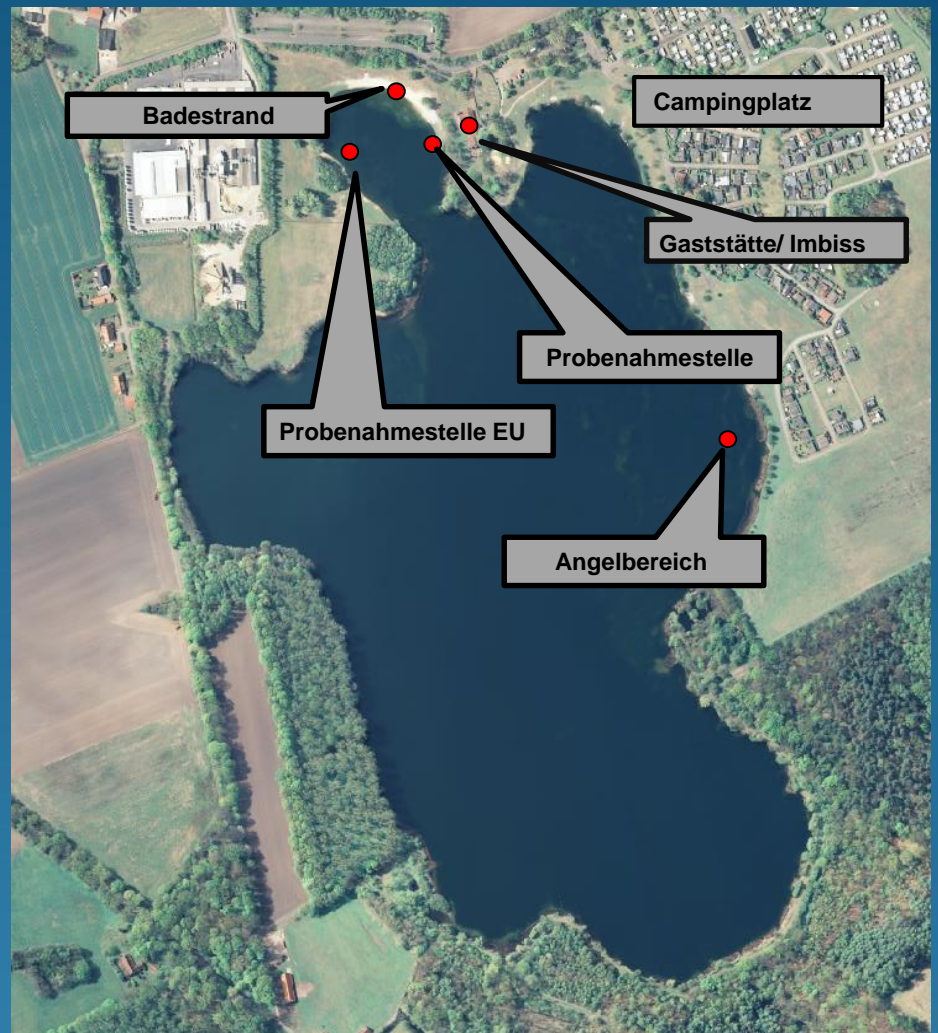 Badestrand
Campingplatz
Gaststätte/ Imbiss
Probenahmestelle
Probenahmestelle EU
Angelbereich